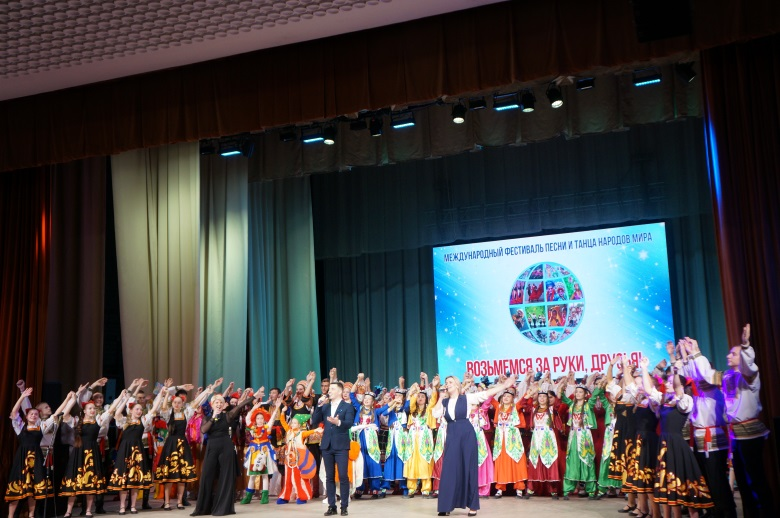 МЕЖДУНАРОДНЫЙ ФЕСТИВАЛЬ ПЕСНИ И ТАНЦА НАРОДОВ МИРА
ВОЗЬМЕМСЯ ЗА РУКИ, ДРУЗЬЯ!